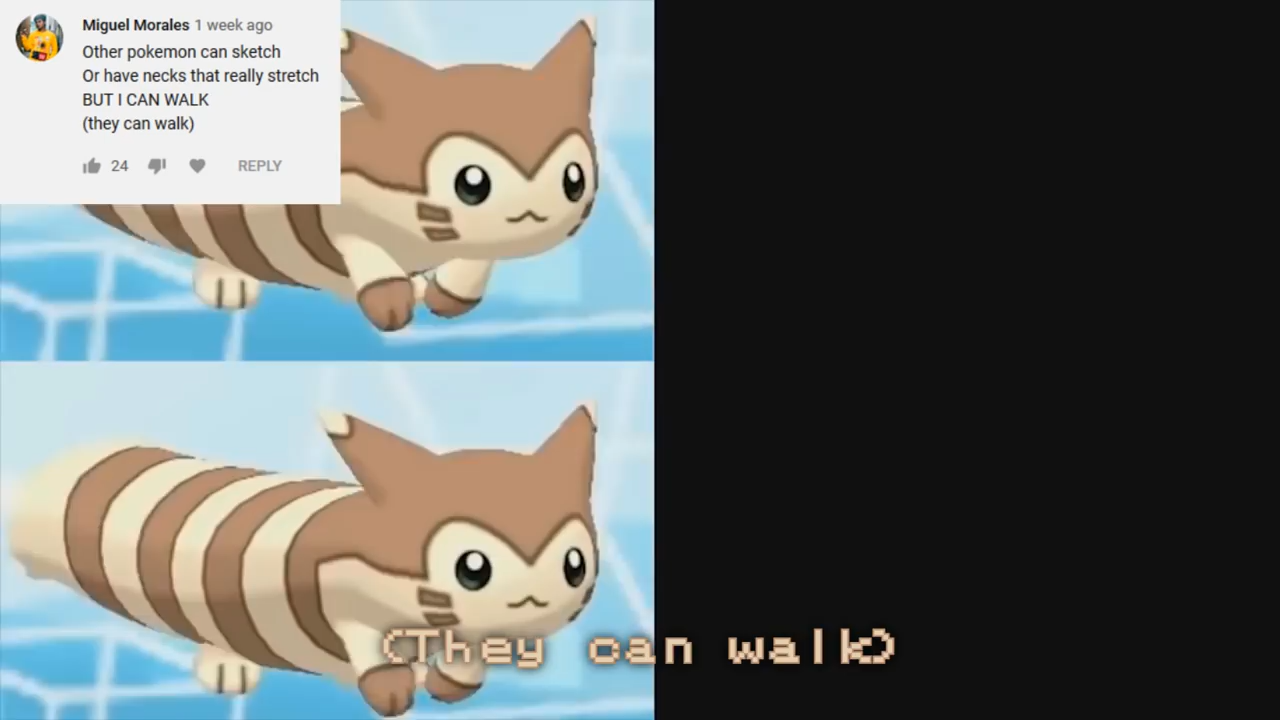 Miguel Morales 1 week ago
Other pokemon can sketch
Or have necks that really stretch
BUT I CAN WALK
(they can walk)
24 REPLY
(They can walk)